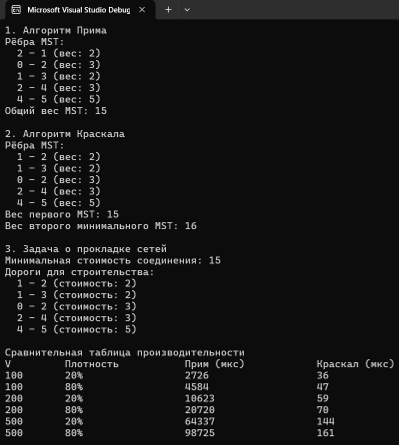 Microsoft Visual Studio Debug
1. Алгоритм Прима
Рёбра MST:
2 - 1 (вес: 2)
0 - 2 (вес: 3)
1 - 3 (вес: 2)
2 - 4 (вес: 3)
4 - 5 (вес: 5)
Общий вес MST: 15
2. Алгоритм Краскала
Рёбра MST:
1 - 2 (вес: 2)
1 - 3 (вес: 2)
0 - 2 (вес: 3)
2 - 4 (вес: 3)
4 - 5 (вес: 5)
Вес первого MST: 15
Вес второго минимального MST: 16
3. Задача о прокладке сетей
Минимальная стоимость соединения: 15
Дороги для строительства:
1 - 2 (стоимость: 2)
1 - 3 (стоимость: 2)
0 - 2 (стоимость: 3)
2 - 4 (стоимость: 3)
4 - 5 (стоимость: 5)
Сравнительная таблица производительности
V Плотность Прим (мкс) Краскал (мкс)
100 20% 2726 36
100 80% 4584 47
200 20% 10623 59
200 80% 20720 70
500 20% 64337 144
500 80% 98725 161